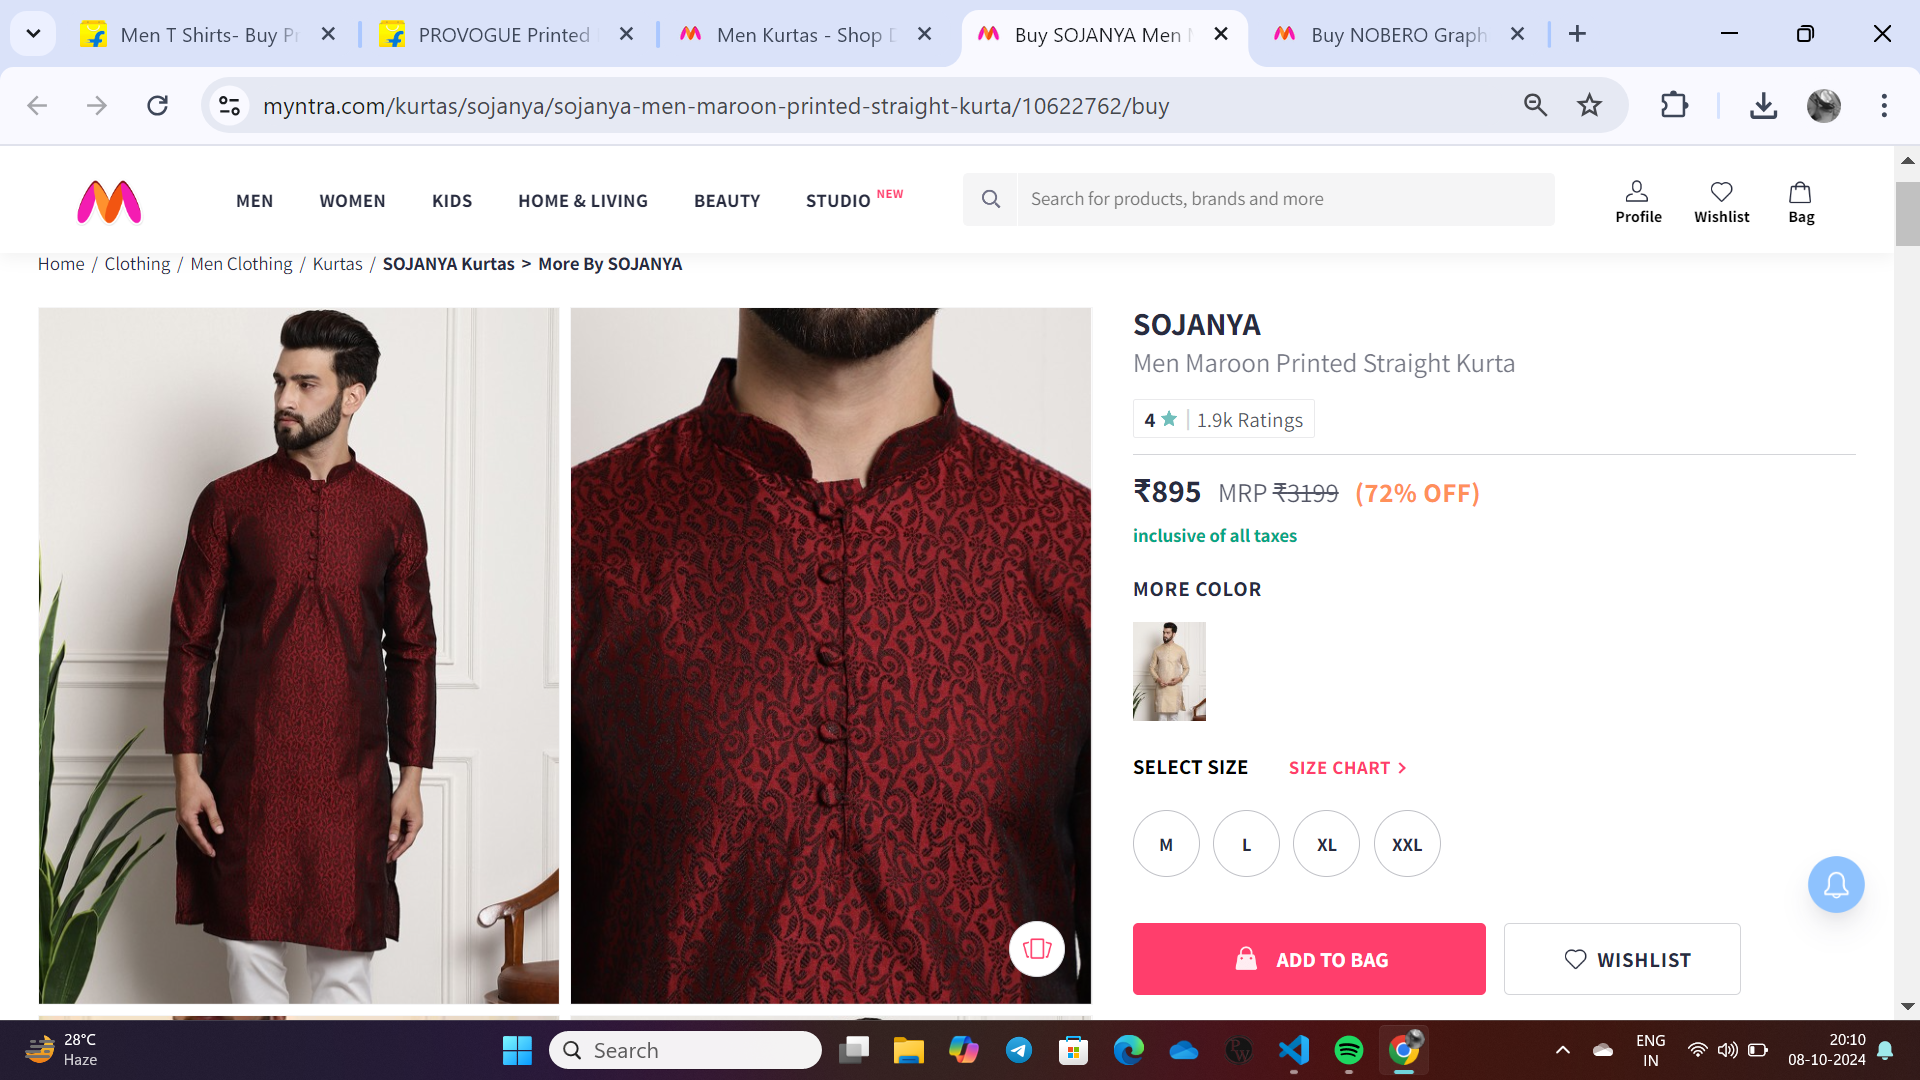 Men T Shirts- Buy Pr
PROVOGUE Printed
Men Kurtas - Shop D
Buy SOJANYA Men M
Buy NOBERO Graph
myntra.com/kurtas/sojanya/sojanya-men-maroon-printed-straight-kurta/10622762/buy
MEN WOMEN KIDS HOME & LIVING BEAUTY STUDIO NEW
Search for products, brands and more
Profile Wishlist Bag
Home / Clothing / Men Clothing / Kurtas / SOJANYA Kurtas > More By SOJANYA
SOJANYA
Men Maroon Printed Straight Kurta
4 ★ | 1.9k Ratings
₹895 MRP ₹3199 (72% OFF)
inclusive of all taxes
MORE COLOR
SELECT SIZE SIZE CHART >
M L XL XXL
ADD TO BAG WISHLIST
28°C
Haze
Search
ENG
IN
20:10
08-10-2024